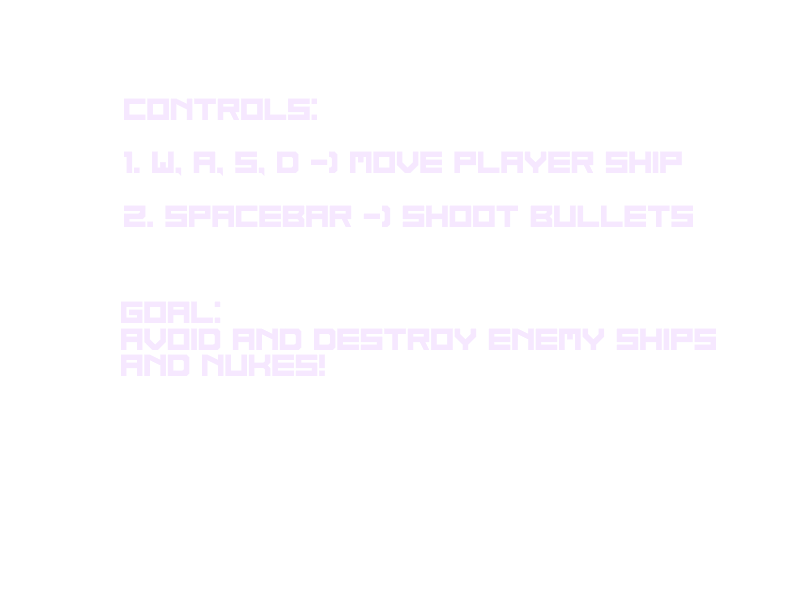 CONTROLS:
1. W, A, S, D -) MOVE PLAYER SHIP
2. SPACEBAR -) SHOOT BULLETS
GOAL:
AVOID AND DESTROY ENEMY SHIPS
AND NUKES!